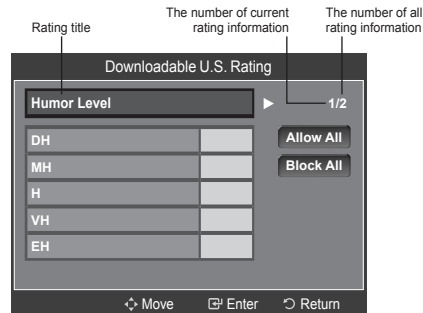 Rating title
The number of current
rating information
The number of all
rating information
Downloadable U.S. Rating
Humor Level
► 1/2
DH
Allow All
MH
Block All
H
VH
EH
Move Enter Return